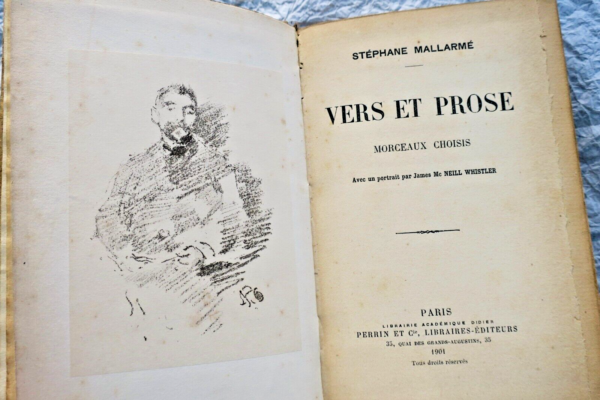 STÉPHANE MALLARMÉ
VERS ET PROSE
MORCEAUX CHOISIS
Avec un portrait par James Mc NEILL WHISTLER
PARIS
LIBRAIRIE ACADÉMIQUE DIDIER
PERRIN ET Cie, LIBRAIRES-ÉDITEURS
35, QUAI DES GRANDS-AUGUSTINS, 35
1901
Tous droits réservés